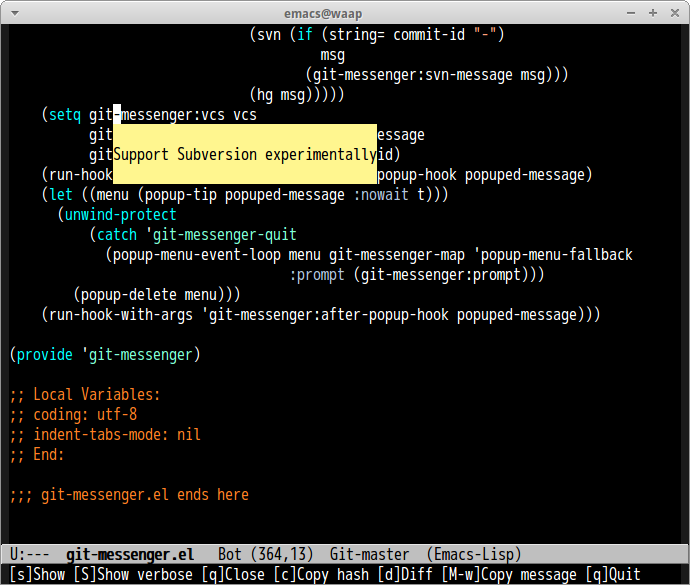 emacs@waap
(svn (if (string= commit-id "-")
msg
(git-messenger:svn-message msg)))
(hg msg)))))
(setq git-messenger:vcs vcs
git essage
git Support Subversion experimentally id)
(run-hook popup-hook popuped-message)
(let ((menu (popup-tip popuped-message :nowait t)))
(unwind-protect
(catch 'git-messenger-quit
(popup-menu-event-loop menu git-messenger-map 'popup-menu-fallback
:prompt (git-messenger:prompt)))
(popup-delete menu)))
(run-hook-with-args 'git-messenger:after-popup-hook popuped-message)))
(provide 'git-messenger)
;; Local Variables:
;; coding: utf-8
;; indent-tabs-mode: nil
;; End:
;;; git-messenger.el ends here
U:--- git-messenger.el Bot (364,13) Git-master (Emacs-Lisp)
[s]Show [S]Show verbose [q]Close [c]Copy hash [d]Diff [M-w]Copy message [q]Quit